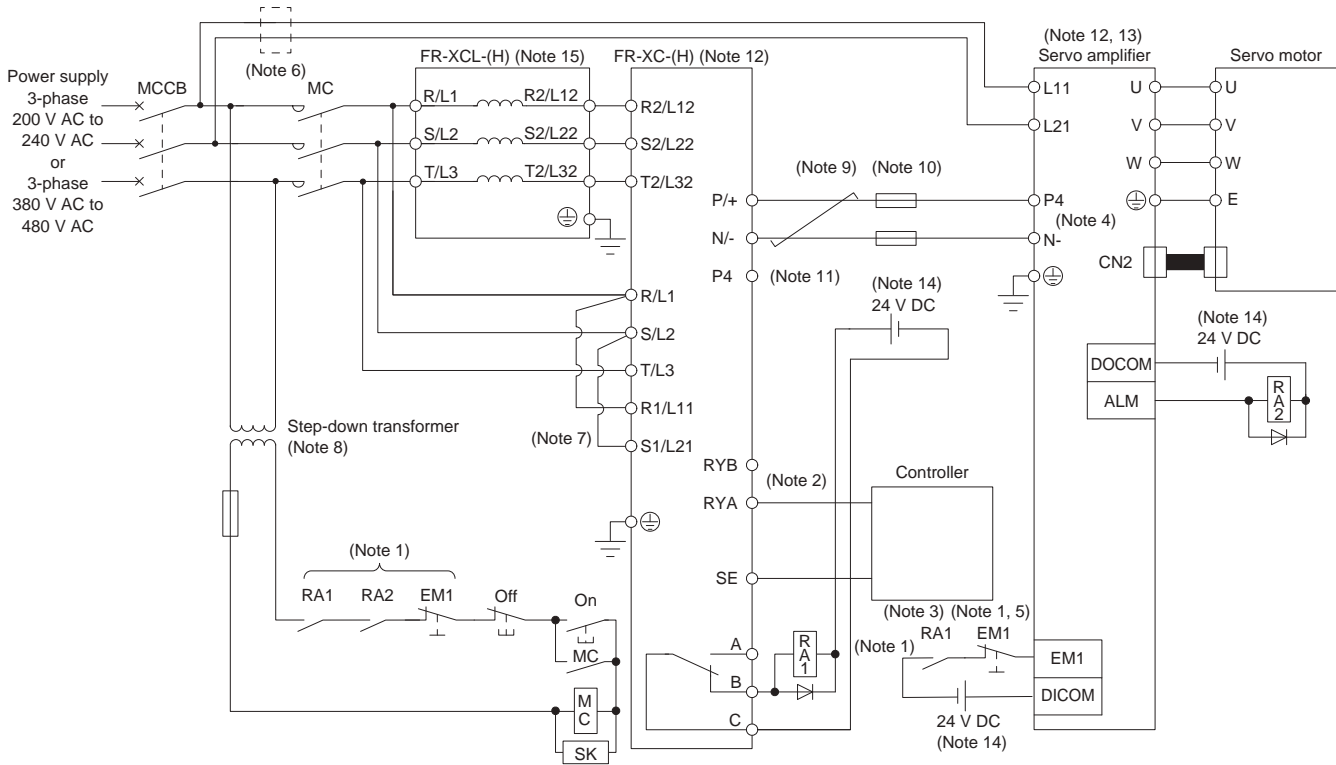 (Note 12, 13)
Servo amplifier
Servo motor
FR-XCL-(H) (Note 15)
FR-XC-(H) (Note 12)
(Note 6)
Power supply
3-phase
200 V AC to
240 V AC
or
3-phase
380 V AC to
480 V AC
MCCB
MC
R/L1
R2/L12
S/L2
S2/L22
T/L3
T2/L32
R2/L12
S2/L22
T2/L32
L11
L21
U
V
W
U
V
W
E
(Note 9)
(Note 10)
P/+
N/-
P4
N-
(Note 4)
P4
(Note 11)
CN2
R/L1
S/L2
T/L3
R1/L11
S1/L21
(Note 7)
(Note 14)
24 V DC
(Note 14)
24 V DC
DOCOM
ALM
RA2
Step-down transformer
(Note 8)
RYB
RYA
(Note 2)
Controller
SE
(Note 1)
RA1
RA2
EM1
Off
On
MC
MC
SK
A
B
C
RA1
(Note 3)
(Note 1, 5)
(Note 1)
RA1
EM1
EM1
DICOM
24 V DC
(Note 14)